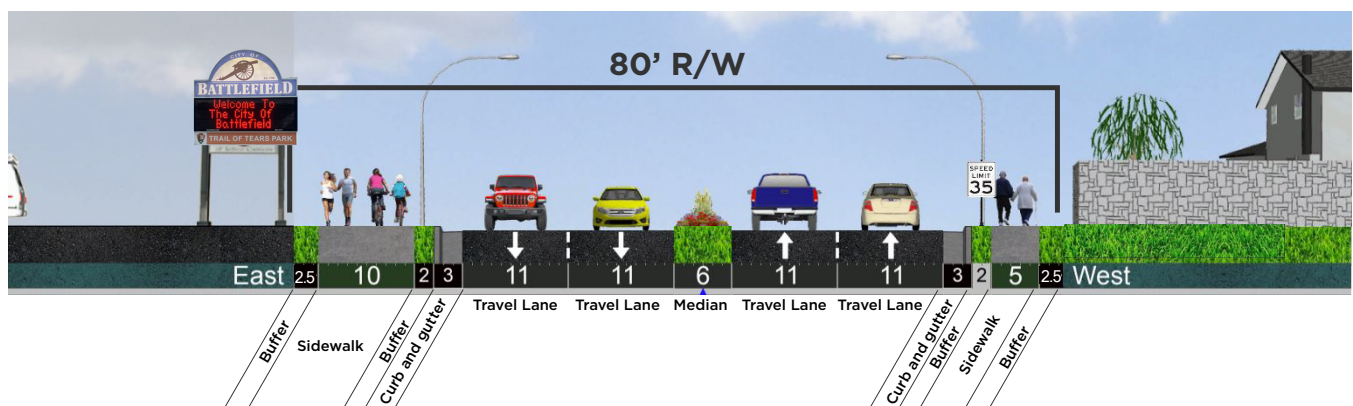 80' R/W
CITY OF
BATTLEFIELD
Welcome To
The City Of
Battlefield
TRAIL OF TEARS PARK
SPEED
LIMIT
35
East 2.5 10 2 3 11 11 6 11 11 3 2 5 2.5 West
Buffer
Sidewalk
Buffer
Curb and gutter
Travel Lane
Travel Lane
Median
Travel Lane
Travel Lane
Curb and gutter
Buffer
Sidewalk
Buffer